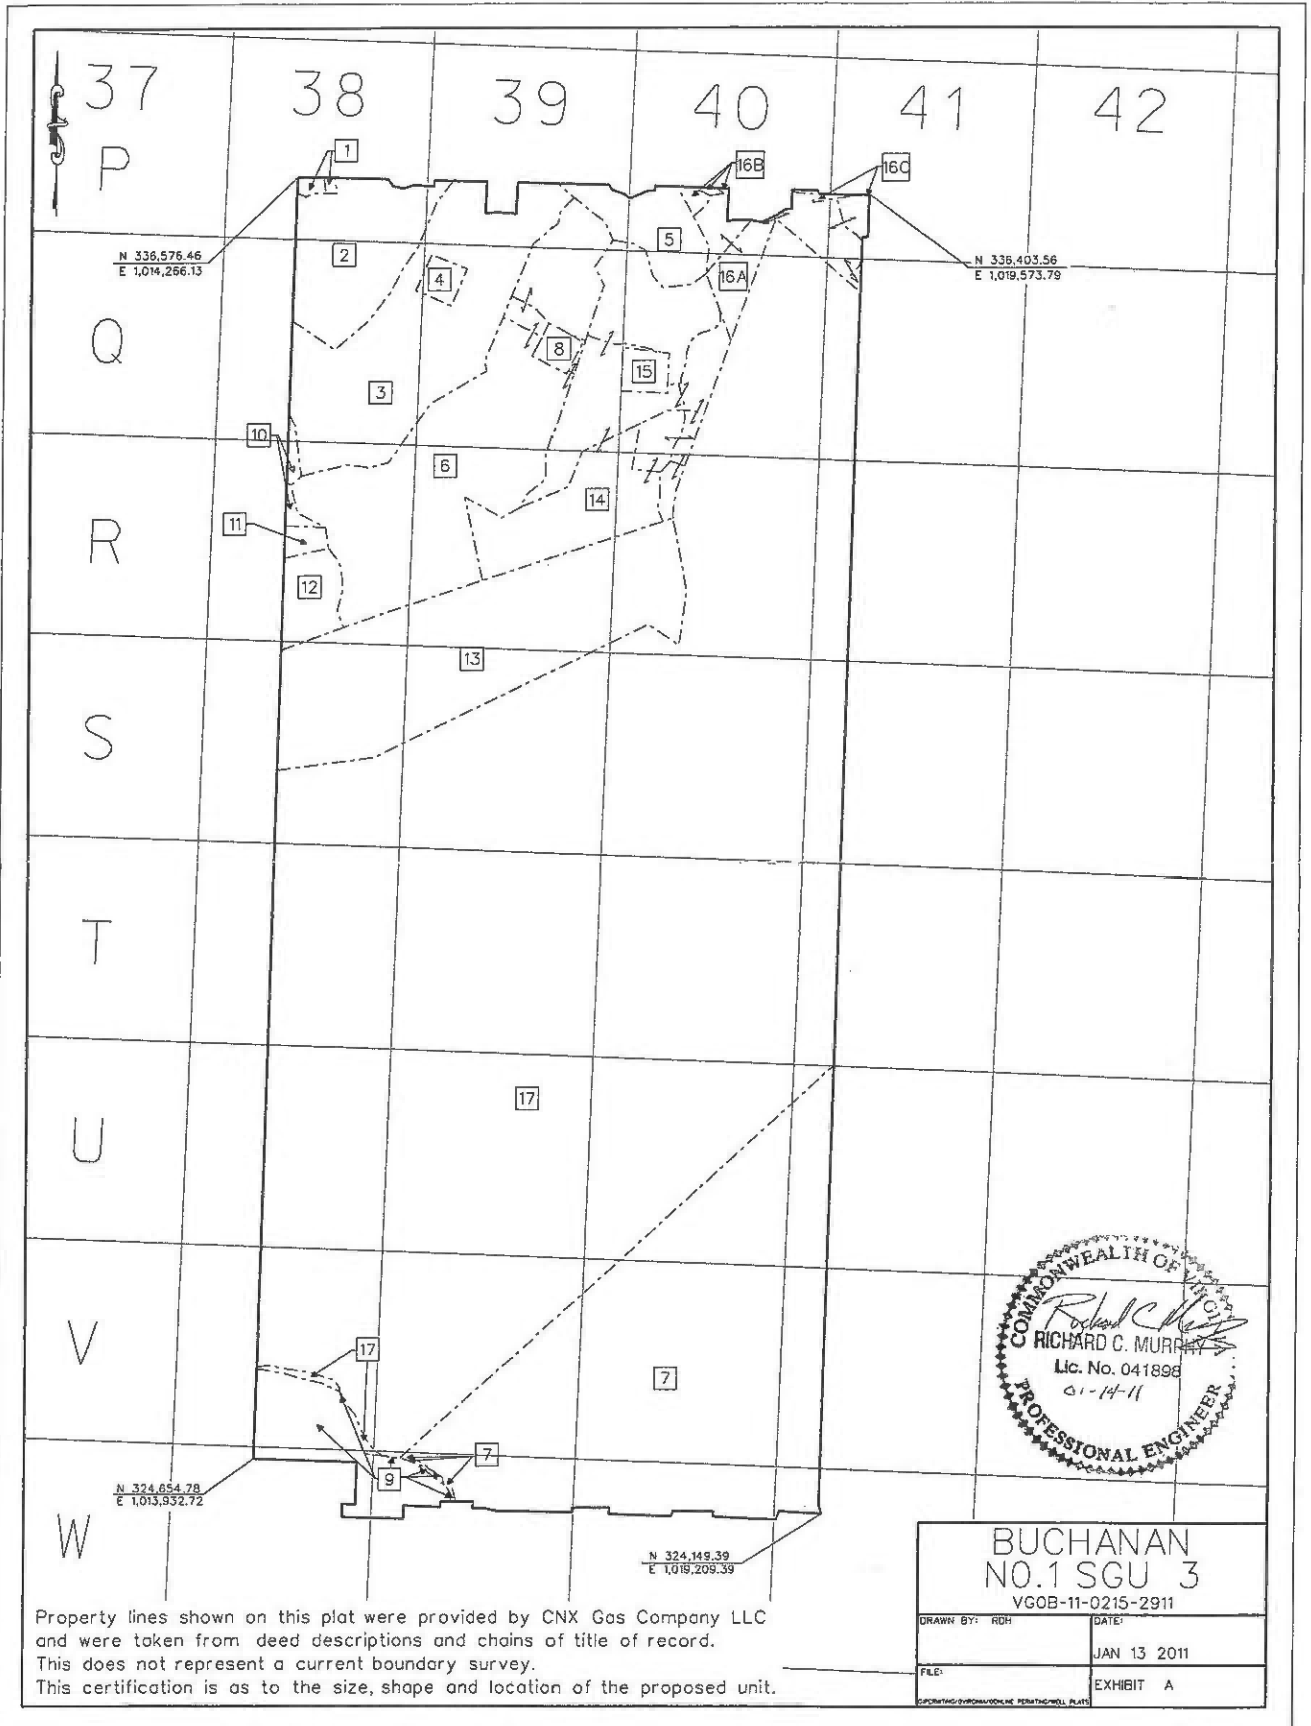 37 38 39 40 41 42
P
1
16B
16C
2
5
N 336,576.46
E 1,014,266.13
4
16A
N 336,403.56
E 1,019,573.79
Q
8
15
3
10
6
14
11
R
12
13
S
T
17
U
V
17
7
7
9
N 324,654.78
E 1,013,932.72
W
N 324,149.39
E 1,019,209.39
COMMONWEALTH OF VIRGINIA
RICHARD C. MURPHY
Lic. No. 041898
01-14-11
PROFESSIONAL ENGINEER
BUCHANAN
NO.1 SGU 3
VGOB-11-0215-2911
DRAWN BY: RDH
DATE:
JAN 13 2011
FILE:
EXHIBIT A
Property lines shown on this plat were provided by CNX Gas Company LLC
and were taken from deed descriptions and chains of title of record.
This does not represent a current boundary survey.
This certification is as to the size, shape and location of the proposed unit.